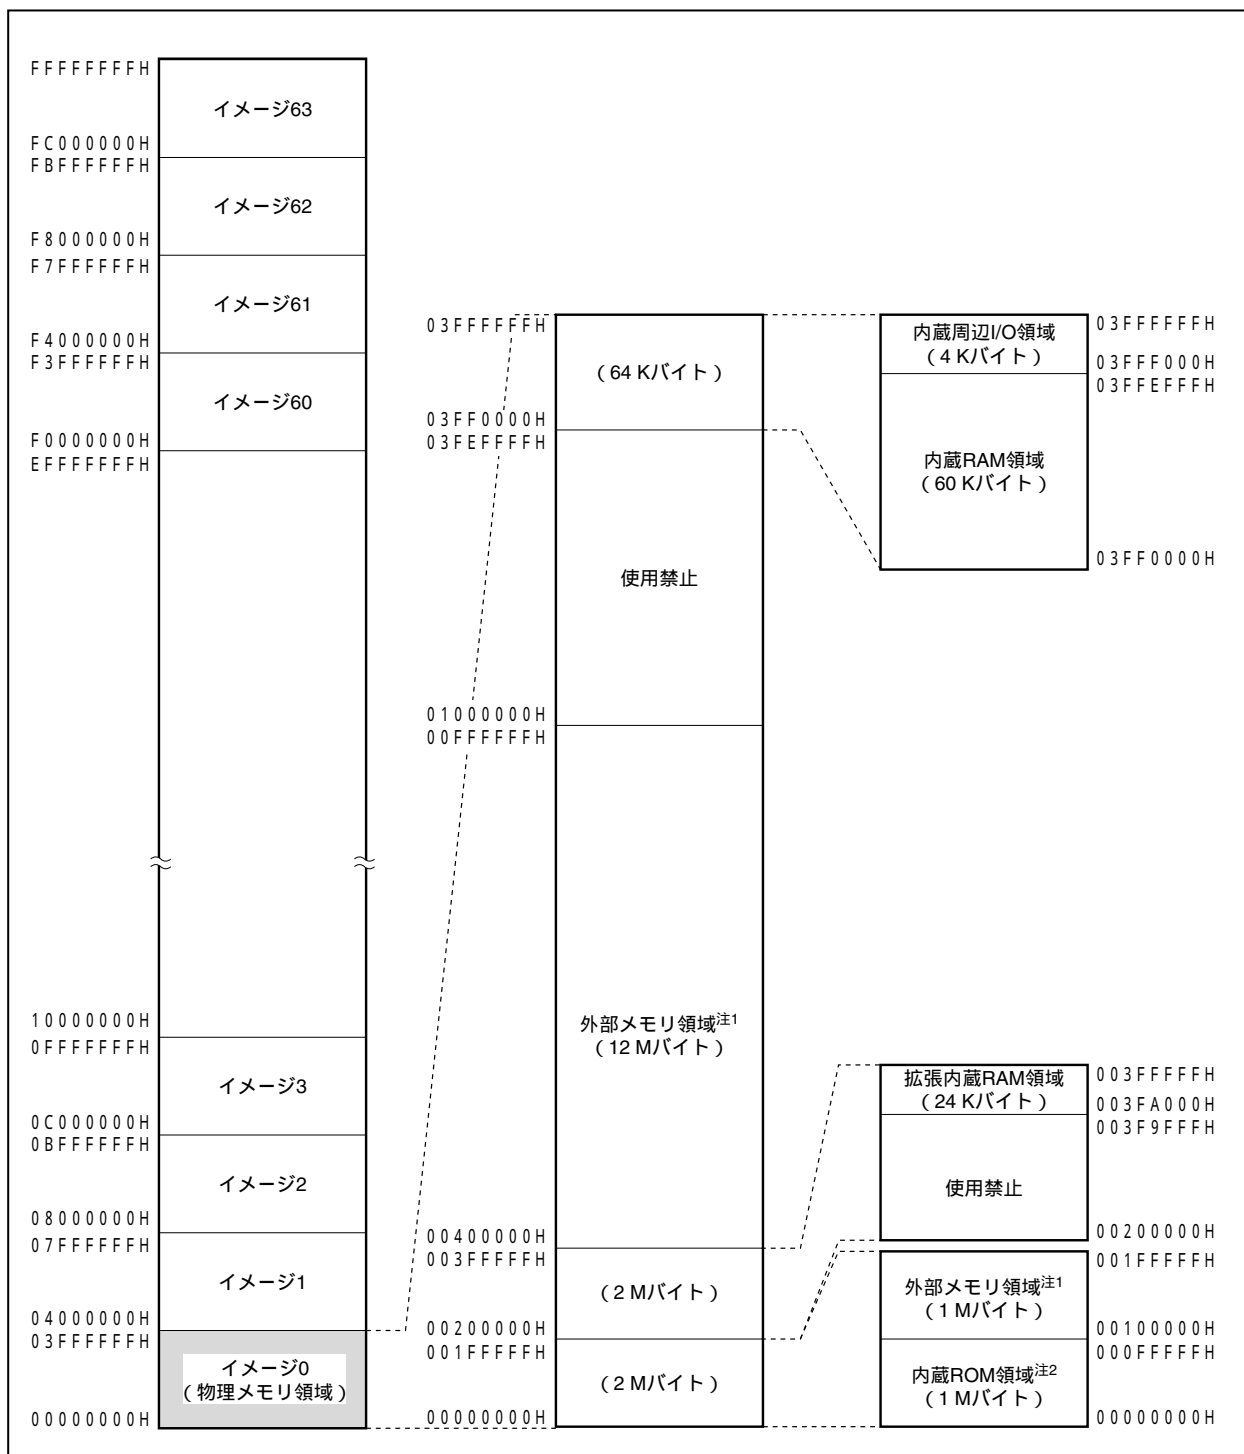 FFFFFFFFH
イメージ63
FC000000H
FBFFFFFFH
イメージ62
F8000000H
F7FFFFFFH
イメージ61
F4000000H
F3FFFFFFH
イメージ60
F0000000H
EFFFFFFFH
10000000H
0FFFFFFFH
イメージ3
0C000000H
0BFFFFFFH
イメージ2
08000000H
07FFFFFFH
イメージ1
04000000H
03FFFFFFH
イメージ0
（物理メモリ領域）
00000000H
03FFFFFFH
（64 Kバイト）
03FF0000H
03FEFFFFH
使用禁止
01000000H
00FFFFFFH
外部メモリ領域注1
（12 Mバイト）
00400000H
003FFFFFH
（2 Mバイト）
00200000H
001FFFFFH
（2 Mバイト）
00000000H
内蔵周辺I/O領域
（4 Kバイト）
03FFFFFFH
03FFF000H
03FFEFFFH
内蔵RAM領域
（60 Kバイト）
03FF0000H
拡張内蔵RAM領域
（24 Kバイト）
003FFFFFH
003FA000H
003F9FFFH
使用禁止
00200000H
001FFFFFH
外部メモリ領域注1
（1 Mバイト）
00100000H
000FFFFFH
内蔵ROM領域注2
（1 Mバイト）
00000000H